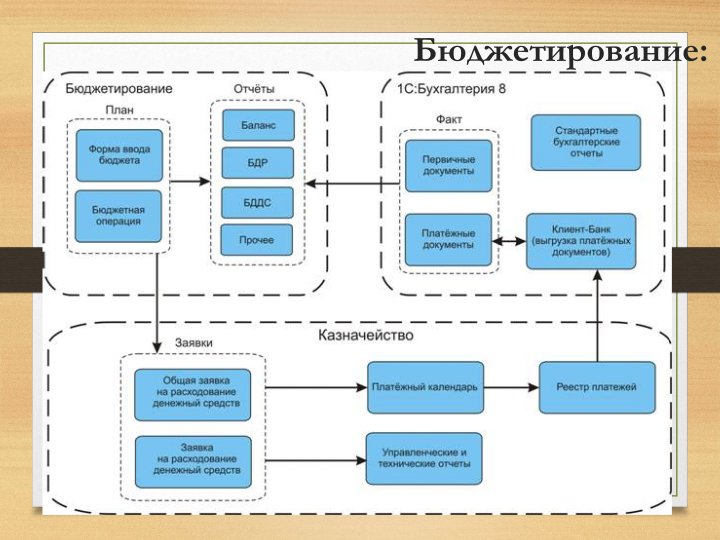 Бюджетирование:
Бюджетирование
План
Форма ввода
бюджета
Бюджетная
операция
Отчёты
Баланс
БДР
БДДС
Прочее
1С:Бухгалтерия 8
Факт
Первичные
документы
Платёжные
документы
Стандартные
бухгалтерские
отчеты
Клиент-Банк
(выгрузка платёжных
документов)
Казначейство
Заявки
Общая заявка
на расходование
денежный средств
Заявка
на расходование
денежный средств
Платёжный календарь
Реестр платежей
Управленческие и
технические отчеты